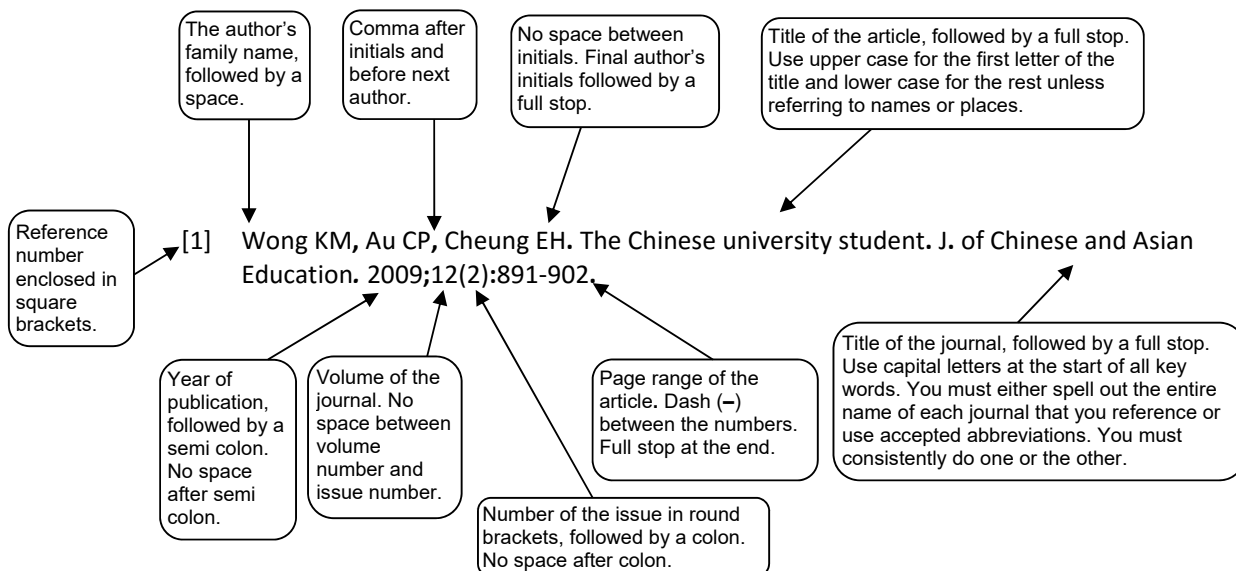 The author's
family name,
followed by a
space.
Comma after
initials and
before next
author.
No space between
initials. Final author's
initials followed by a
full stop.
Title of the article, followed by a full stop.
Use upper case for the first letter of the
title and lower case for the rest unless
referring to names or places.
Reference
number
enclosed in
square
brackets.
[1] Wong KM, Au CP, Cheung EH. The Chinese university student. J. of Chinese and Asian
Education. 2009;12(2):891-902.
Year of
publication,
followed by a
semi colon.
No space
after semi
colon.
Volume of the
journal. No
space between
volume
number and
issue number.
Number of the issue in round
brackets, followed by a colon.
No space after colon.
Page range of the
article. Dash (–)
between the numbers.
Full stop at the end.
Title of the journal, followed by a full stop.
Use capital letters at the start of all key
words. You must either spell out the entire
name of each journal that you reference or
use accepted abbreviations. You must
consistently do one or the other.